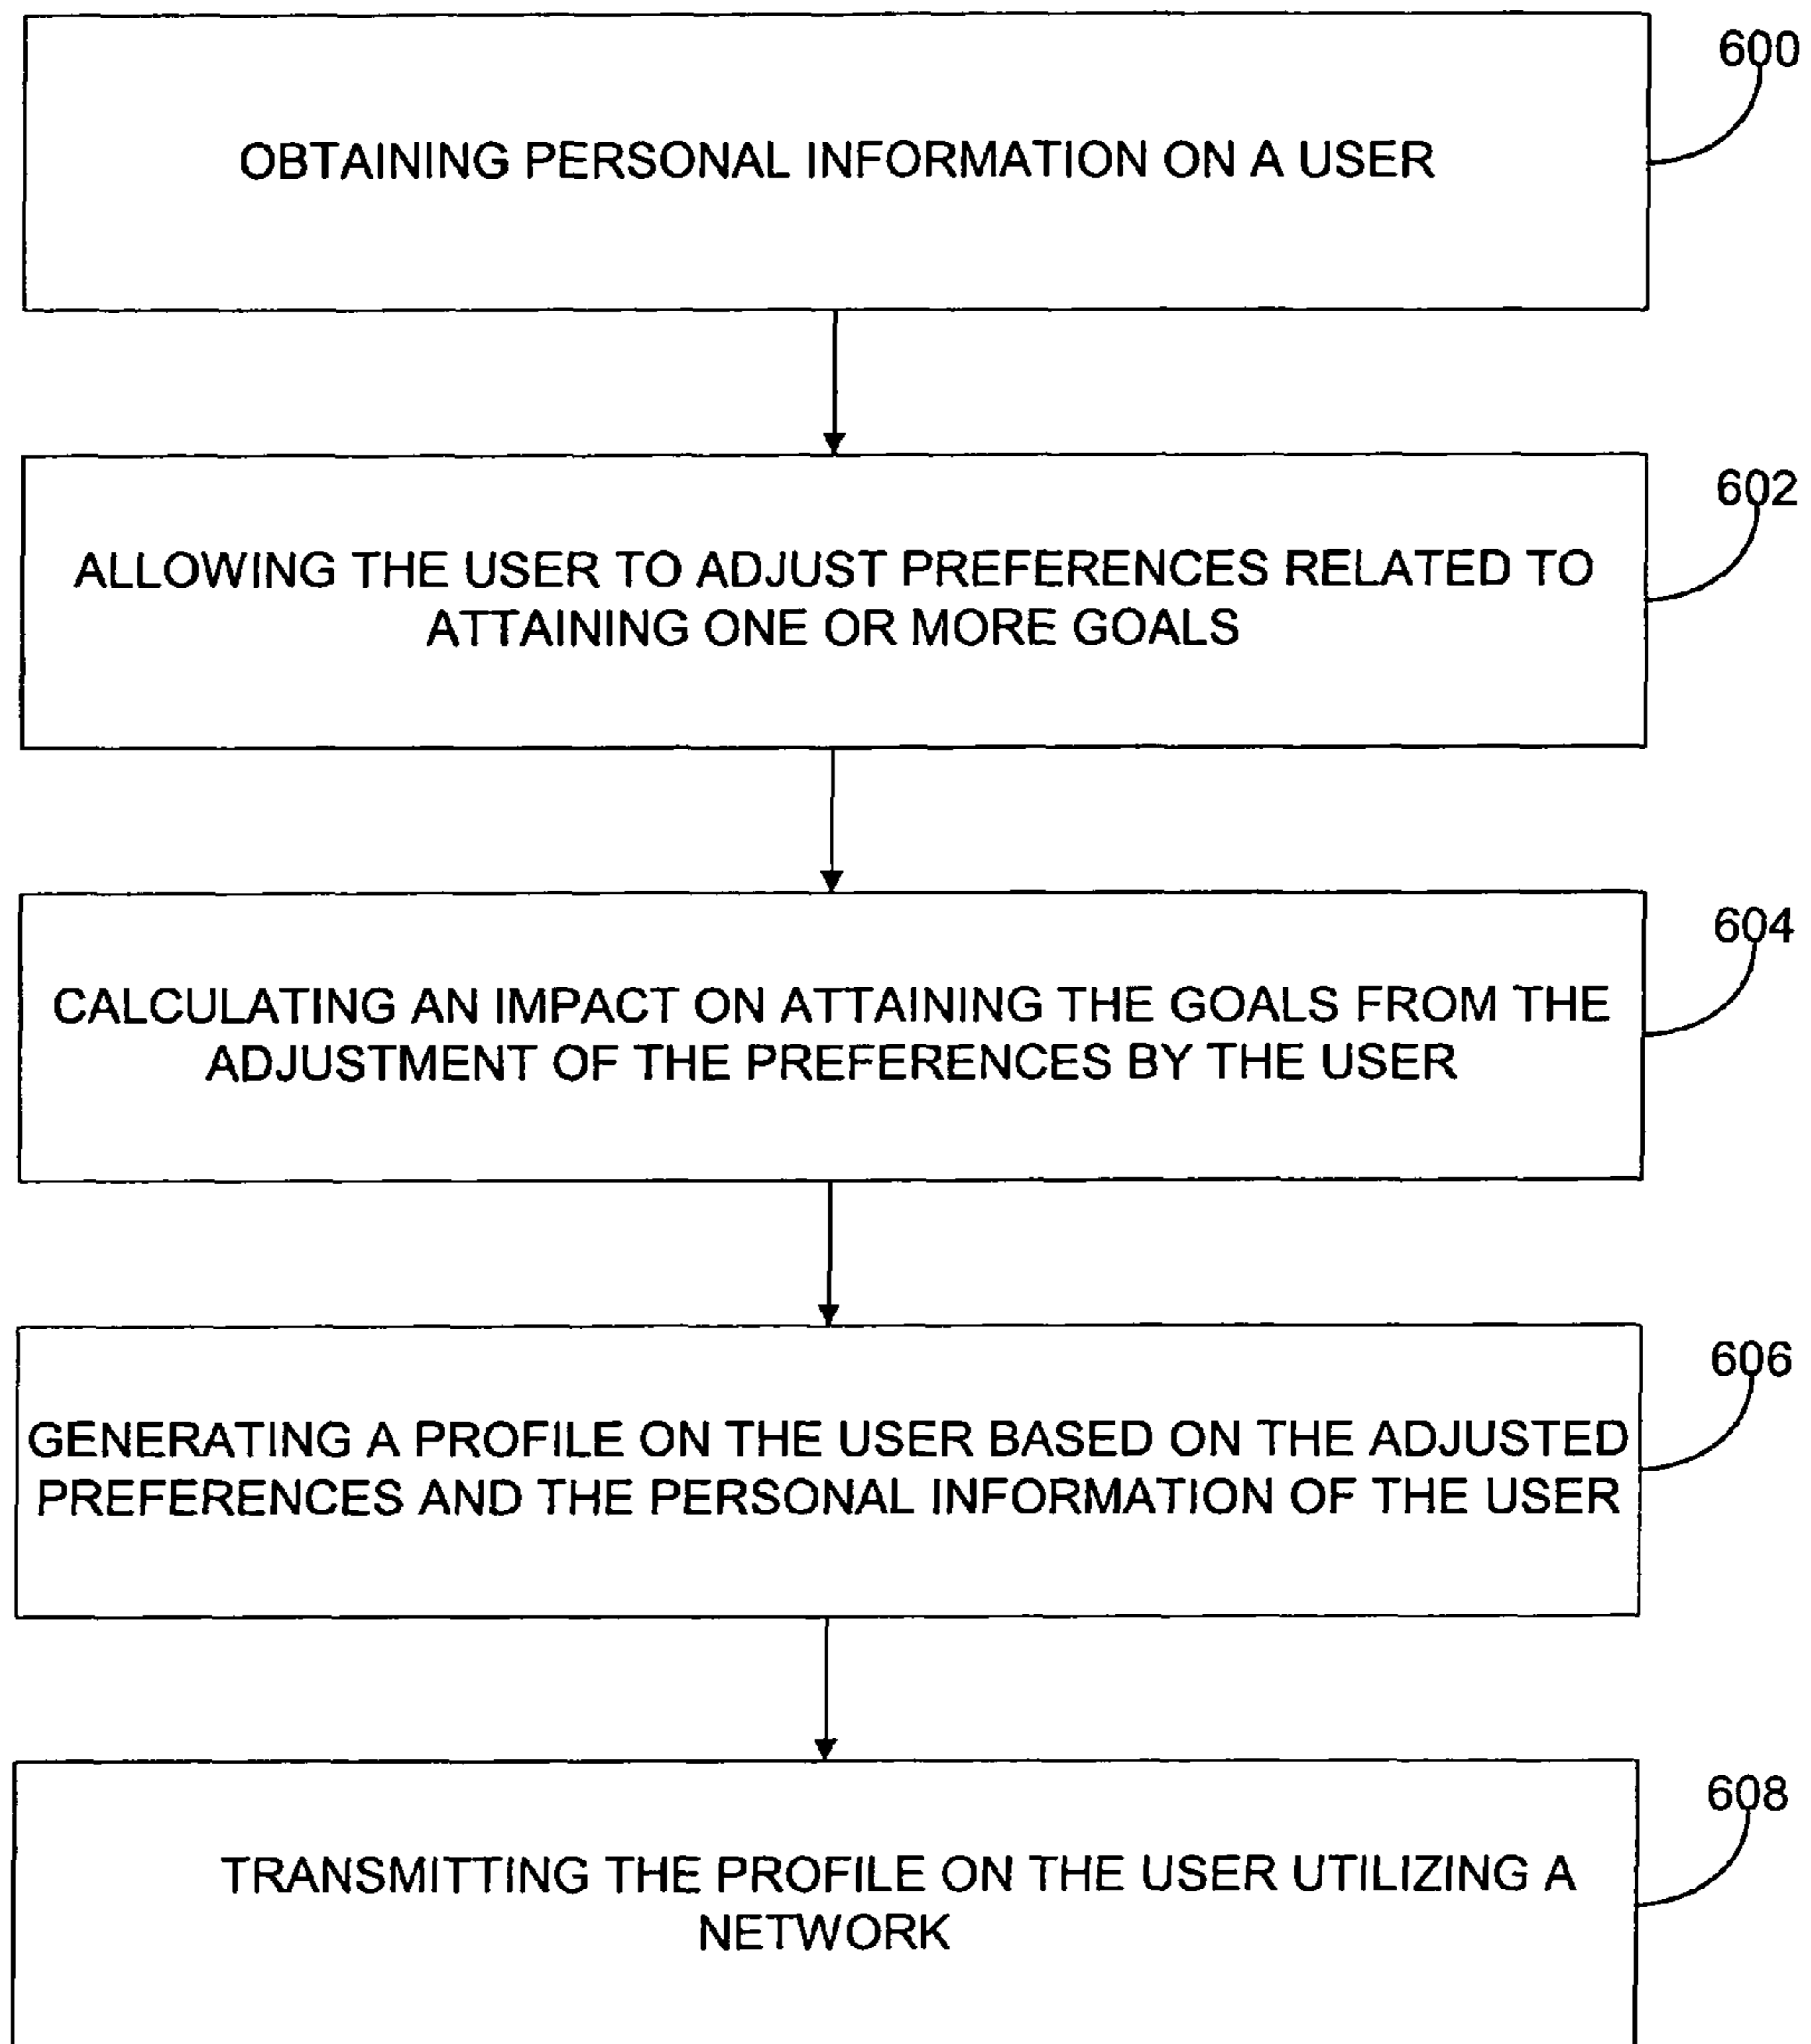 600
OBTAINING PERSONAL INFORMATION ON A USER
602
ALLOWING THE USER TO ADJUST PREFERENCES RELATED TO
ATTAINING ONE OR MORE GOALS
604
CALCULATING AN IMPACT ON ATTAINING THE GOALS FROM THE
ADJUSTMENT OF THE PREFERENCES BY THE USER
606
GENERATING A PROFILE ON THE USER BASED ON THE ADJUSTED
PREFERENCES AND THE PERSONAL INFORMATION OF THE USER
608
TRANSMITTING THE PROFILE ON THE USER UTILIZING A
NETWORK